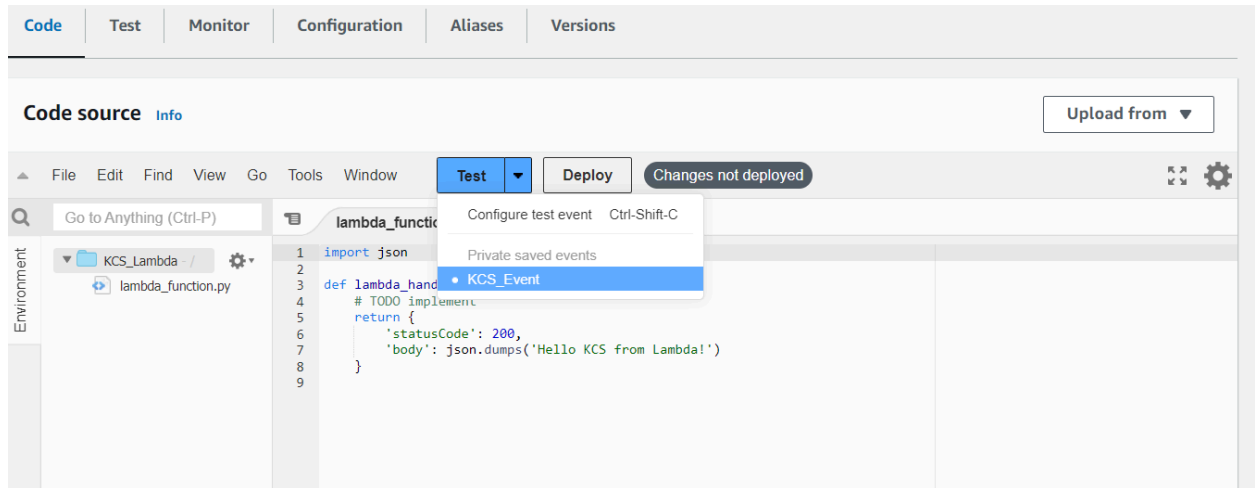 Code Test Monitor Configuration Aliases Versions
Code source Info
Upload from
File Edit Find View Go Tools Window Test Deploy Changes not deployed
Go to Anything (Ctrl-P)
Environment
KCS_Lambda - /
lambda_function.py
lambda_functio
Configure test event Ctrl-Shift-C
Private saved events
KCS_Event
1 import json
2
3 def lambda_hand
4 # TODO implement
5 return {
6 'statusCode': 200,
7 'body': json.dumps('Hello KCS from Lambda!')
8 }
9